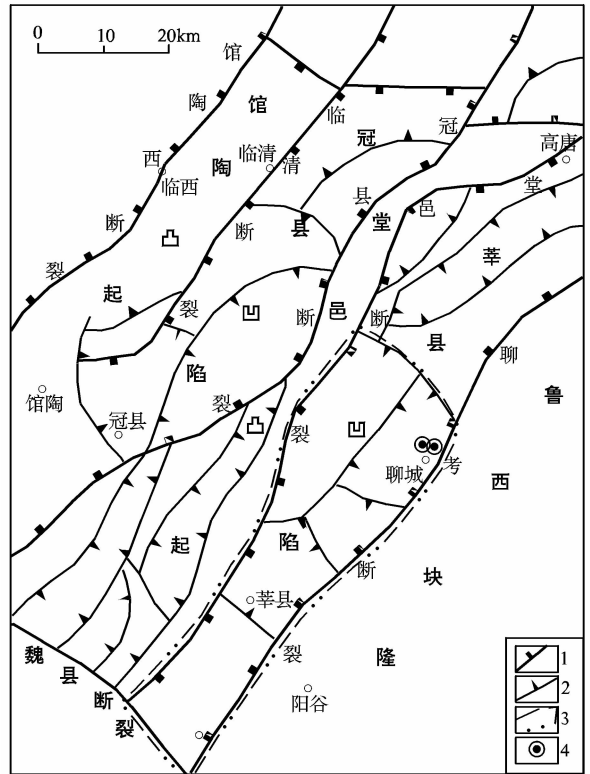 0 10 20km
馆陶西断裂
馆陶凸起
临清断裂
冠县断裂
堂邑断裂
聊考断裂
魏县断裂
冠县凹陷
堂邑凸起
莘县凹陷
鲁西隆块
临清
临西
高唐
馆陶
冠县
聊城
莘县
阳谷
1
2
3
4